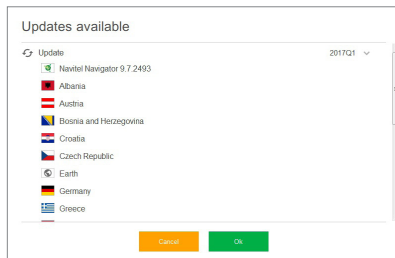 Updates available
Update 2017Q1
Navitel Navigator 9.7.2493
Albania
Austria
Bosnia and Herzegovina
Croatia
Czech Republic
Earth
Germany
Greece
Cancel Ok